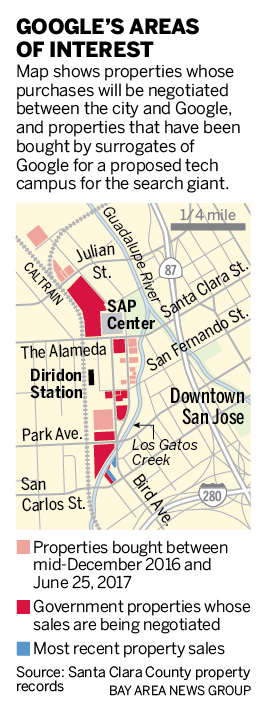 GOOGLE'S AREAS
OF INTEREST
Map shows properties whose
purchases will be negotiated
between the city and Google,
and properties that have been
bought by surrogates of
Google for a proposed tech
campus for the search giant.
1/4 mile
Guadalupe River
Julian
St.
87
CALTRAIN
Santa Clara St.
SAP
Center
San Fernando St.
The Alameda
Diridon
Station
Downtown
San Jose
Park Ave.
Los Gatos
Creek
San
Carlos St.
Bird Ave.
280
Properties bought between
mid-December 2016 and
June 25, 2017
Government properties whose
sales are being negotiated
Most recent property sales
Source: Santa Clara County property
records
BAY AREA NEWS GROUP